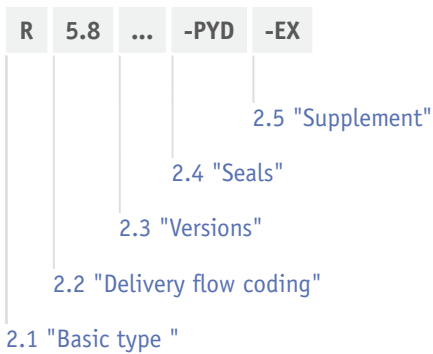 R 5.8 ... -PYD -EX
2.5 "Supplement"
2.4 "Seals"
2.3 "Versions"
2.2 "Delivery flow coding"
2.1 "Basic type "